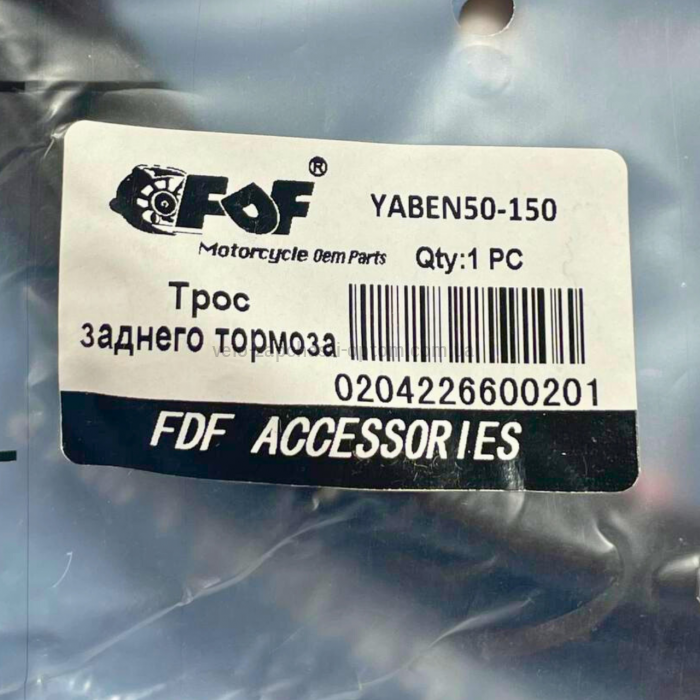 FDF®
YABEN50-150
Motorcycle Oem Parts
Qty:1 PC
Трос
заднего тормоза
0204226600201
FDF ACCESSORIES